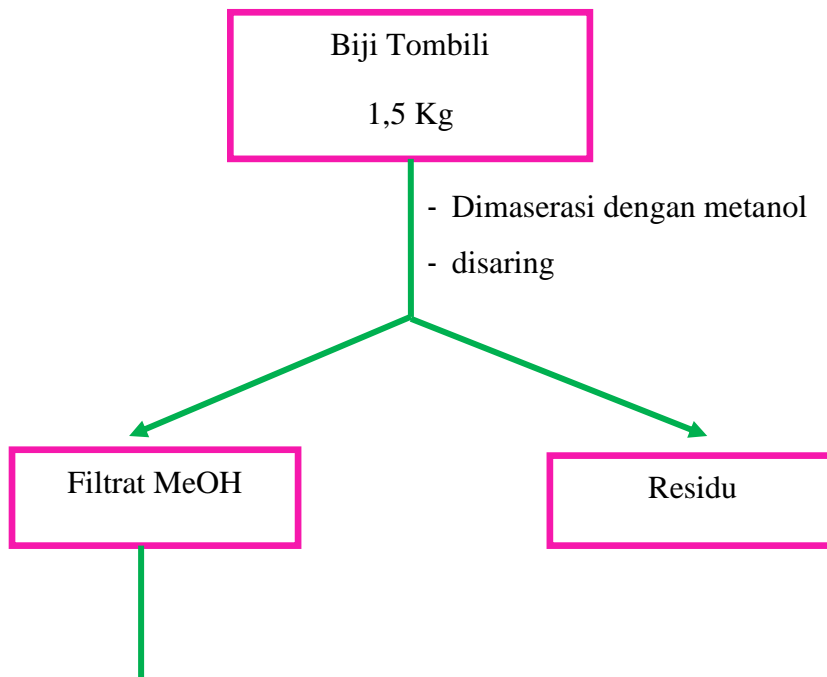 Biji Tombili
1,5 Kg
- Dimaserasi dengan metanol
- disaring
Filtrat MeOH
Residu